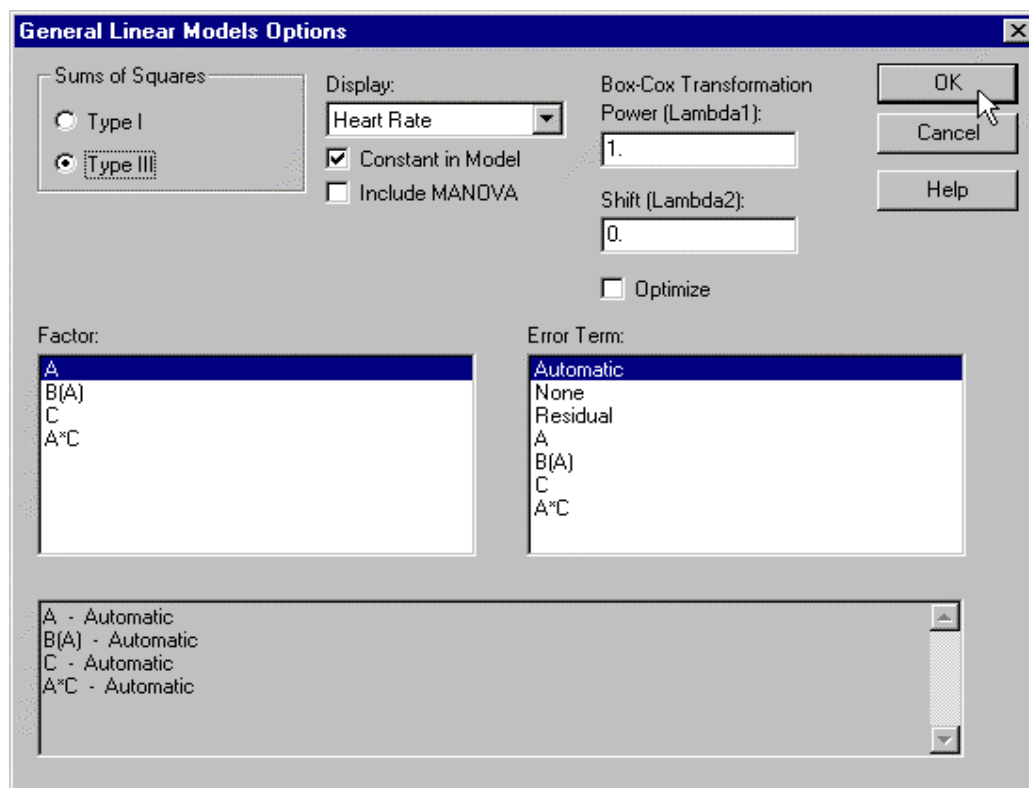 General Linear Models Options
Sums of Squares
Type I
Type III
Display:
Heart Rate
Constant in Model
Include MANOVA
Box-Cox Transformation
Power (Lambda1):
1.
Shift (Lambda2):
0.
Optimize
OK
Cancel
Help
Factor:
A
B(A)
C
A*C
Error Term:
Automatic
None
Residual
A
B(A)
C
A*C
A - Automatic
B(A) - Automatic
C - Automatic
A*C - Automatic